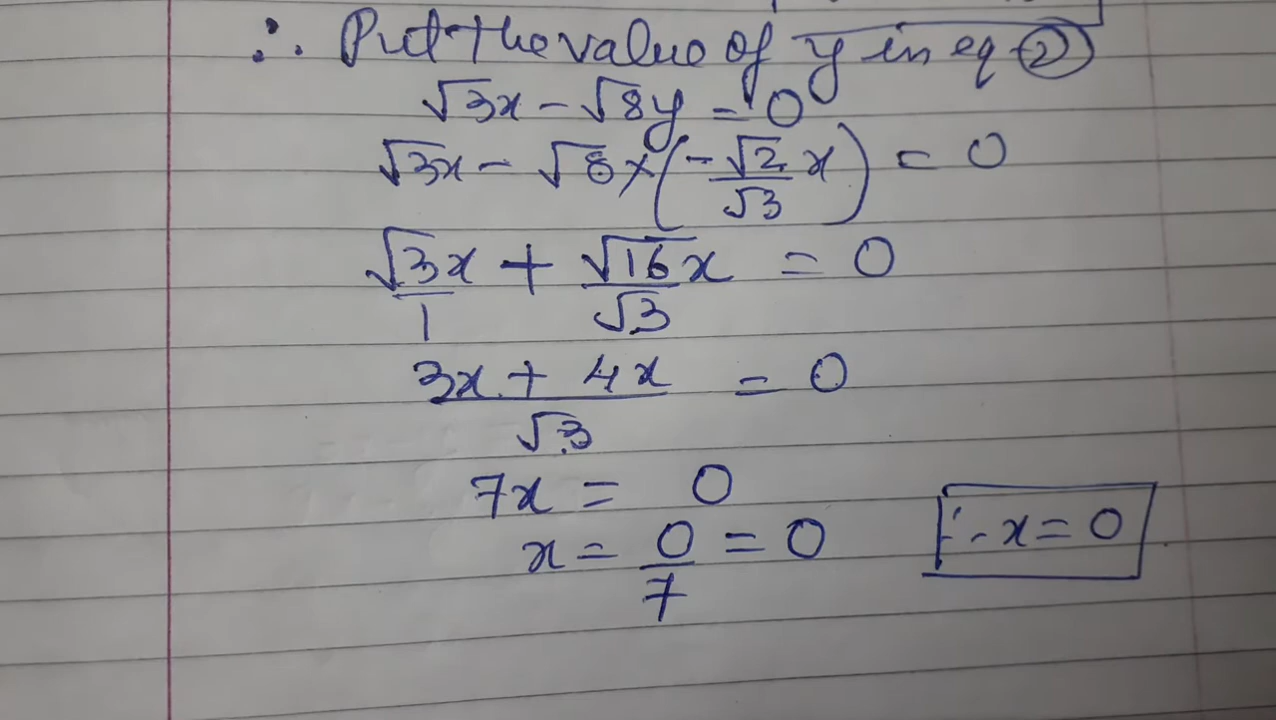 ∴ Put the value of y in eq ②
√3x - √8y = 0
√3x - √8 × (-√2/√3 x) = 0
√3x/1 + √16x/√3 = 0
3x + 4x/√3 = 0
7x = 0
x = 0/7 = 0
∴ x = 0